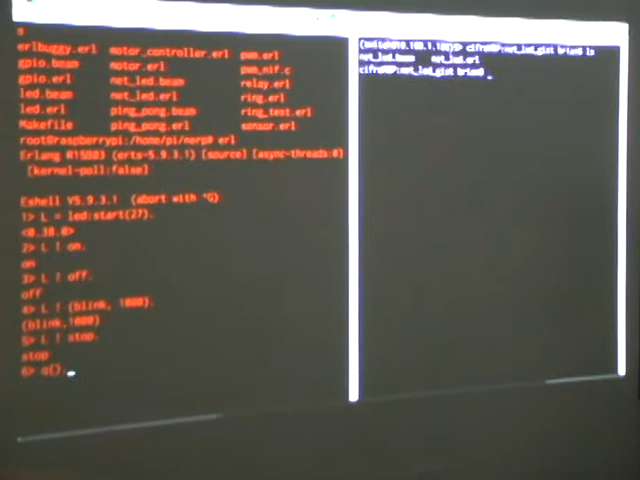 erlbuggy.erl motor_controller.erl pwm.erl
gpio.beam motor.erl pwm_nif.c
gpio.erl net_led.beam relay.erl
led.beam net_led.erl ring.erl
led.erl ping_pong.beam ring_test.erl
Makefile ping_pong.erl sensor.erl
root@raspberrypi:/home/pi/nerp# erl
Erlang R15B03 (erts-5.9.3.1) [source] [async-threads:0]
[kernel-poll:false]
Eshell V5.9.3.1 (abort with ^G)
1> L = led:start(27).
<0.38.0>
2> L ! on.
on
3> L ! off.
off
4> L ! {blink, 1000}.
{blink,1000}
5> L ! stop.
stop
6> q().
ls
net_led.beam net_led.erl
net_led_gist brian$